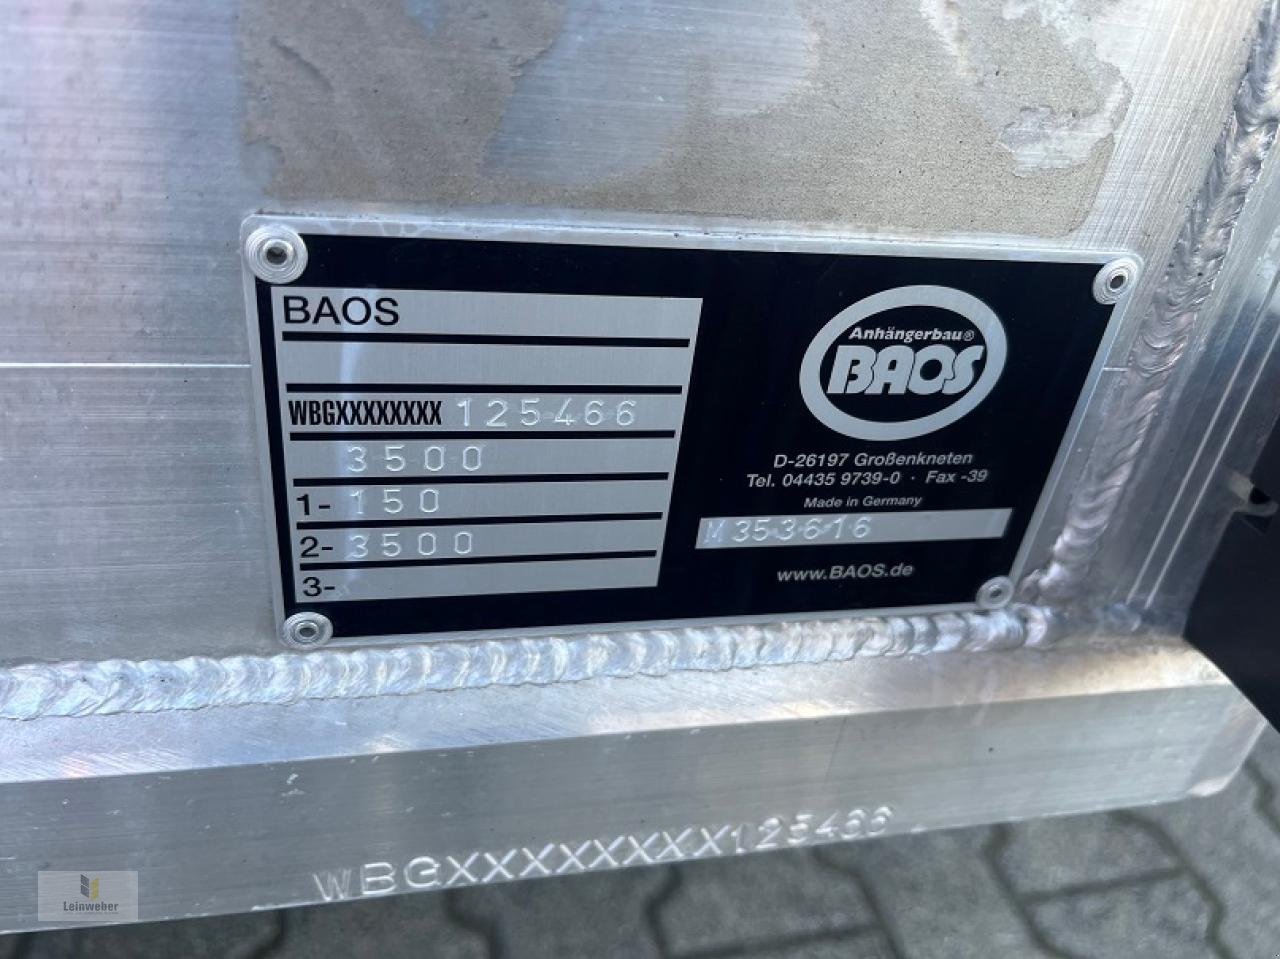 BAOS
WBGXXXXXXXX 125466
3500
1- 150
2- 3500
3-
Anhängerbau®
BAOS
D-26197 Großenkneten
Tel. 04435 9739-0 · Fax -39
Made in Germany
M 353616
www.BAOS.de
WBGXXXXXXXX125466
Leinweber